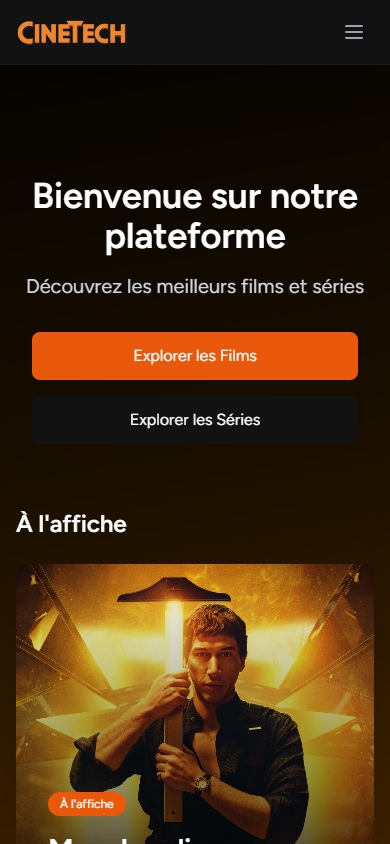 CINETECH
Bienvenue sur notre
plateforme
Découvrez les meilleurs films et séries
Explorer les Films
Explorer les Séries
À l'affiche
À l'affiche